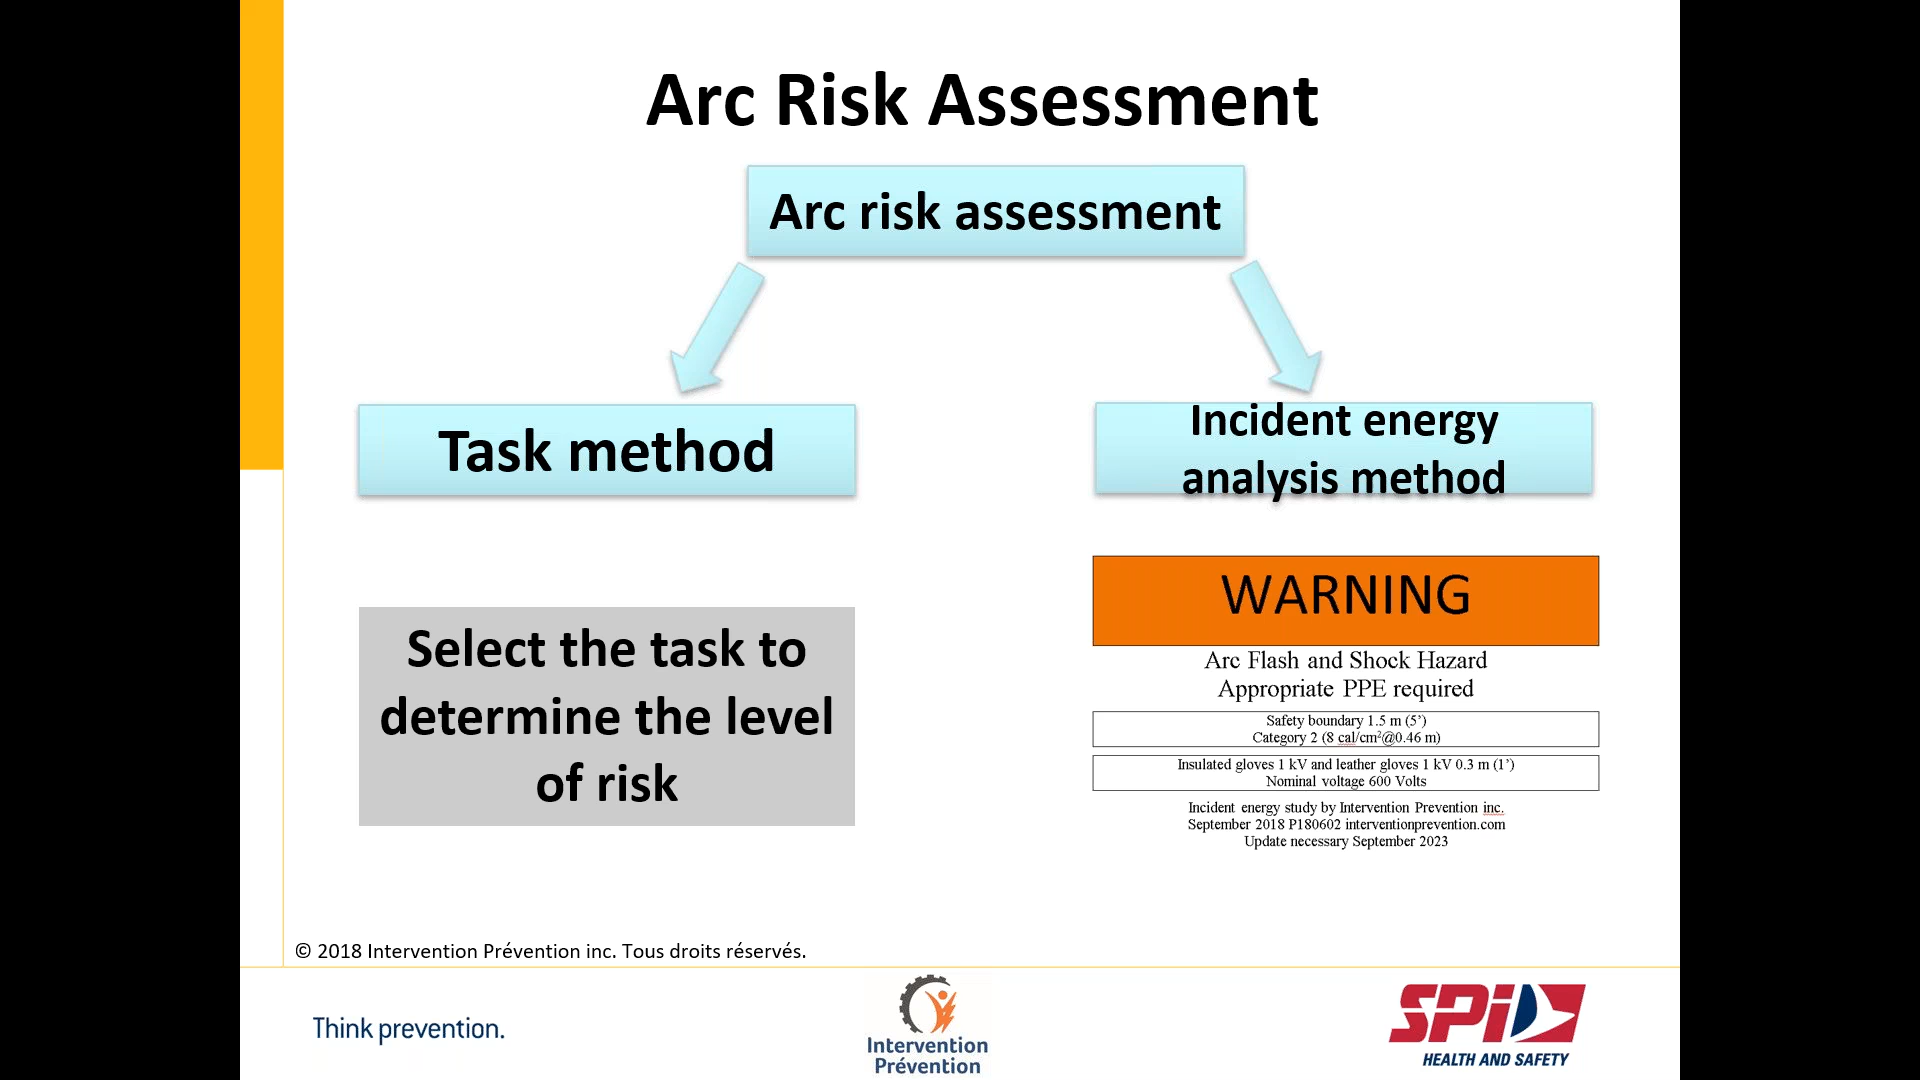 Arc Risk Assessment
Arc risk assessment
Task method
Incident energy
analysis method
Select the task to
determine the level
of risk
WARNING
Arc Flash and Shock Hazard
Appropriate PPE required
Safety boundary 1.5 m (5’)
Category 2 (8 cal/cm²@0.46 m)
Insulated gloves 1 kV and leather gloves 1 kV 0.3 m (1’)
Nominal voltage 600 Volts
Incident energy study by Intervention Prevention inc.
September 2018 P180602 interventionprevention.com
Update necessary September 2023
© 2018 Intervention Prévention inc. Tous droits réservés.
Think prevention.
Intervention
Prévention
SPi
HEALTH AND SAFETY